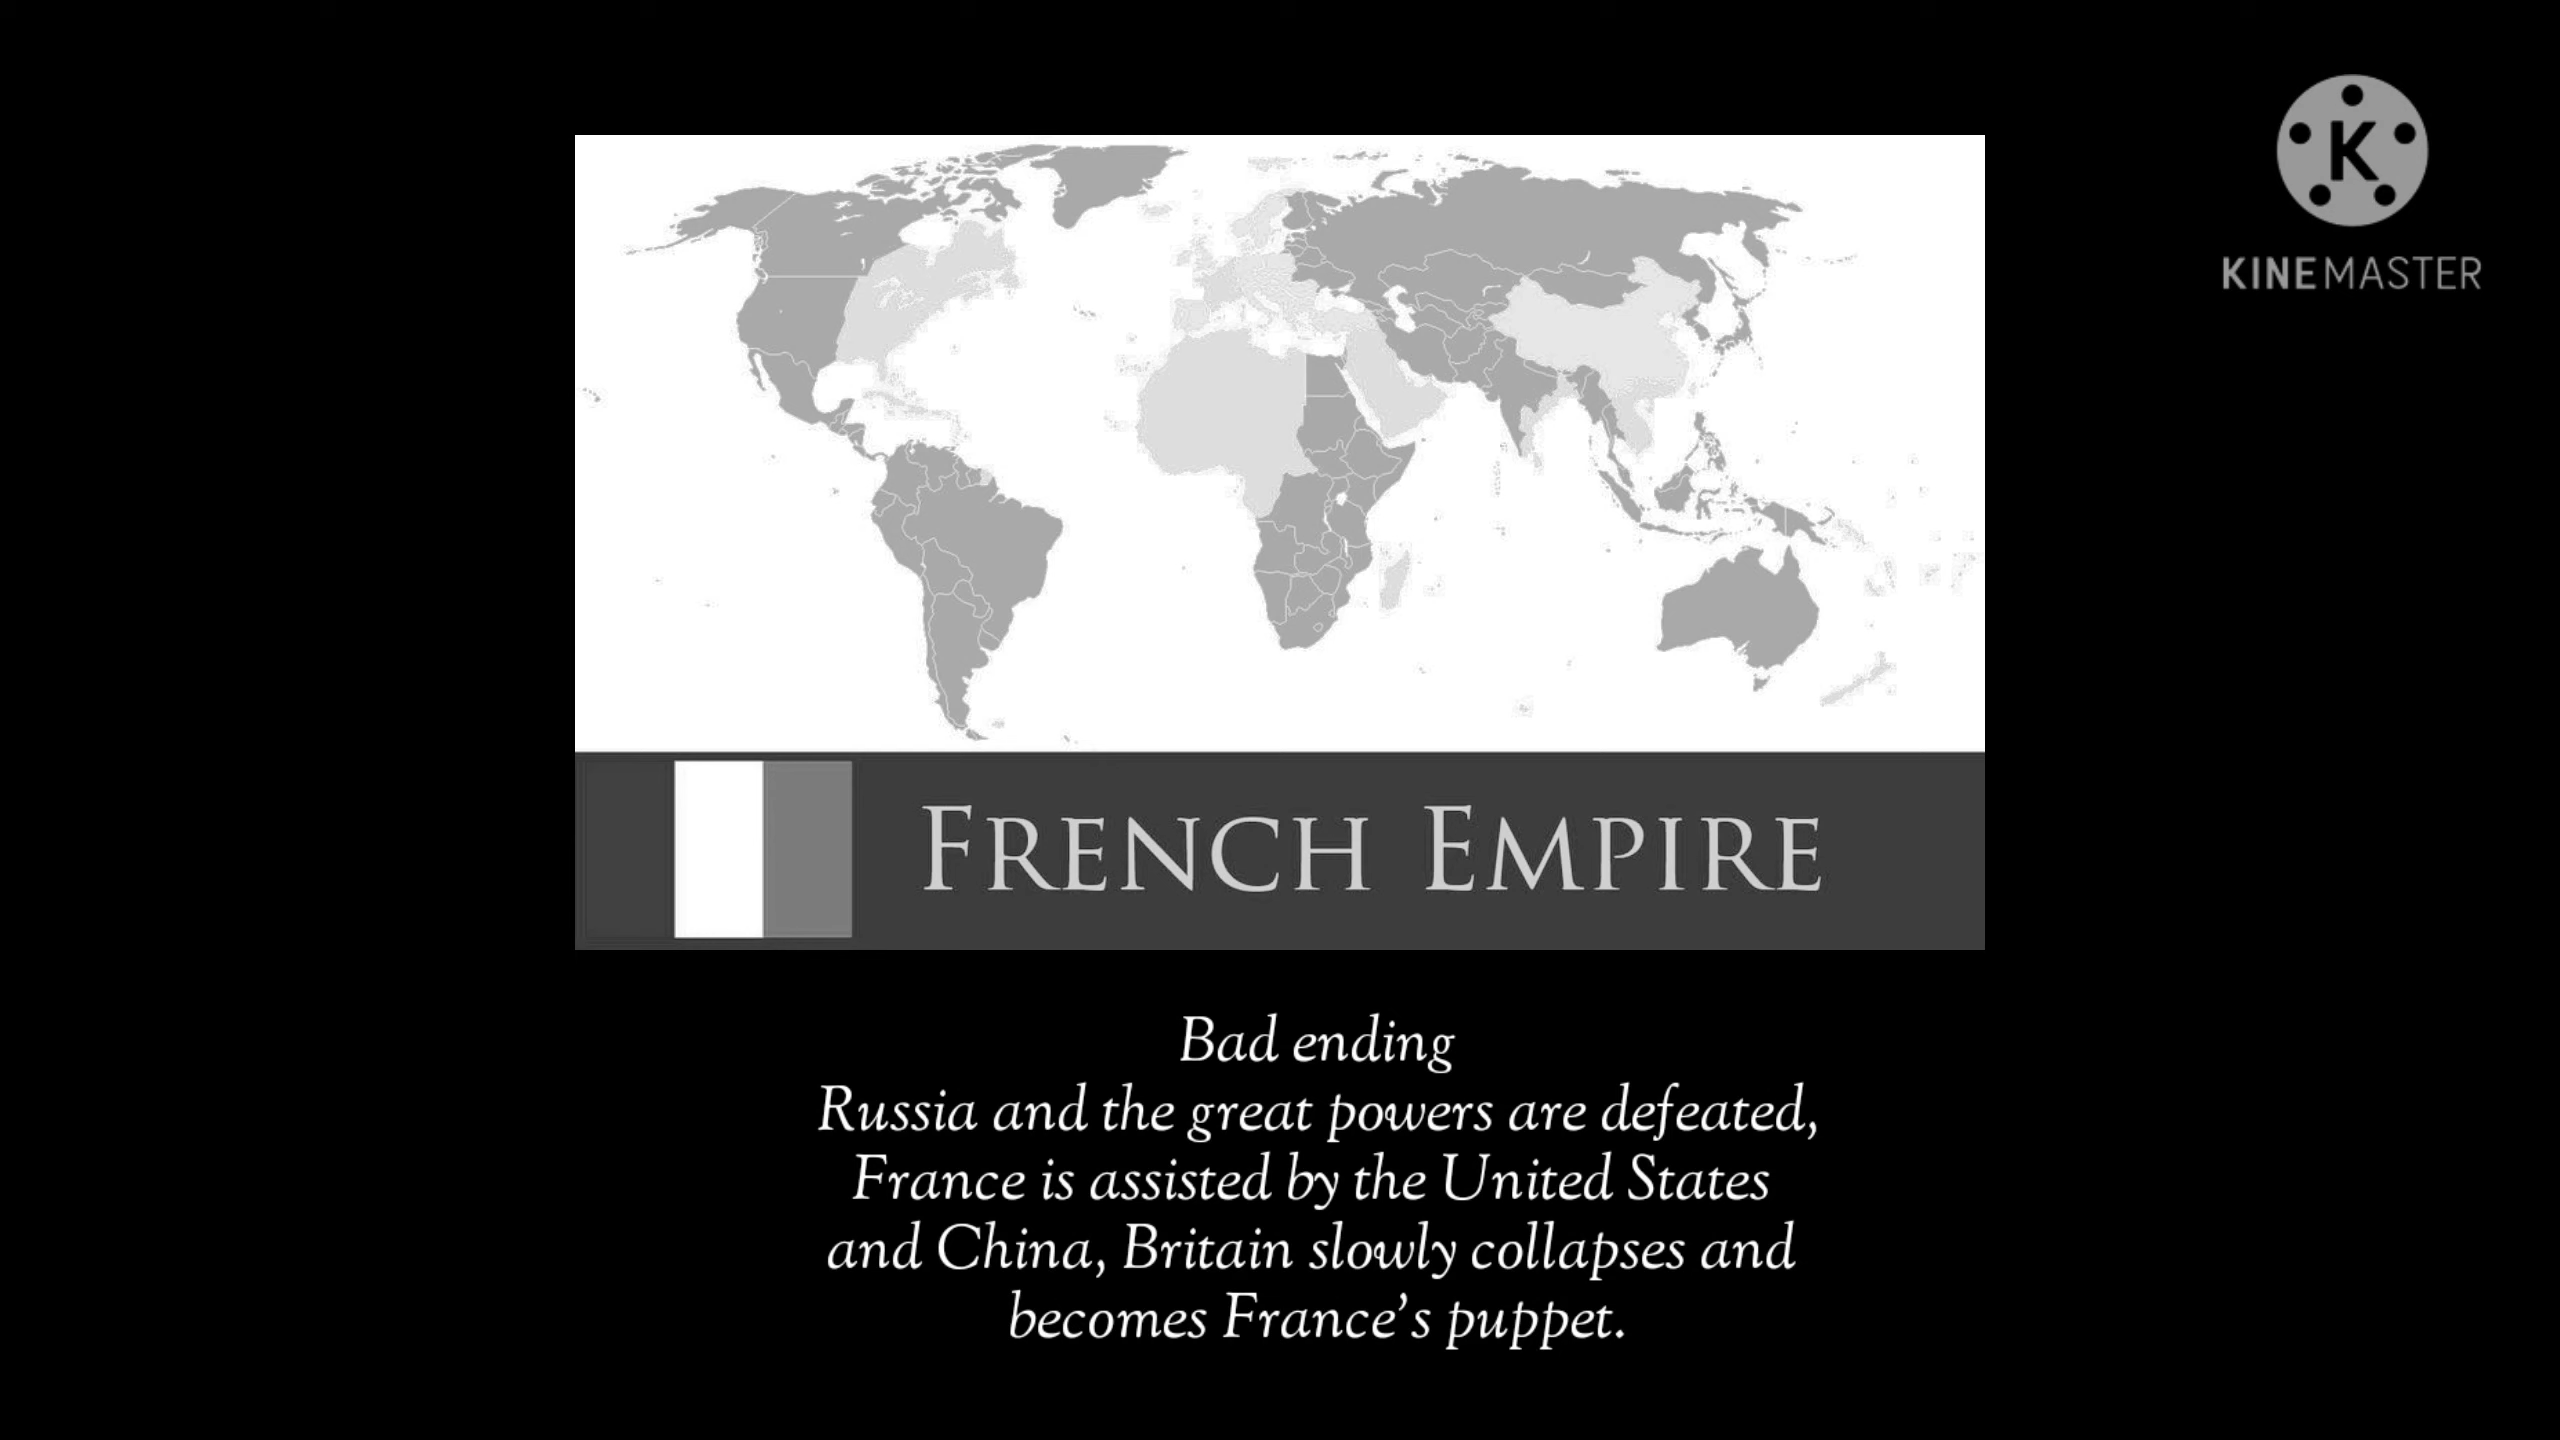 K
KINEMASTER
FRENCH EMPIRE
Bad ending
Russia and the great powers are defeated,
France is assisted by the United States
and China, Britain slowly collapses and
becomes France's puppet.